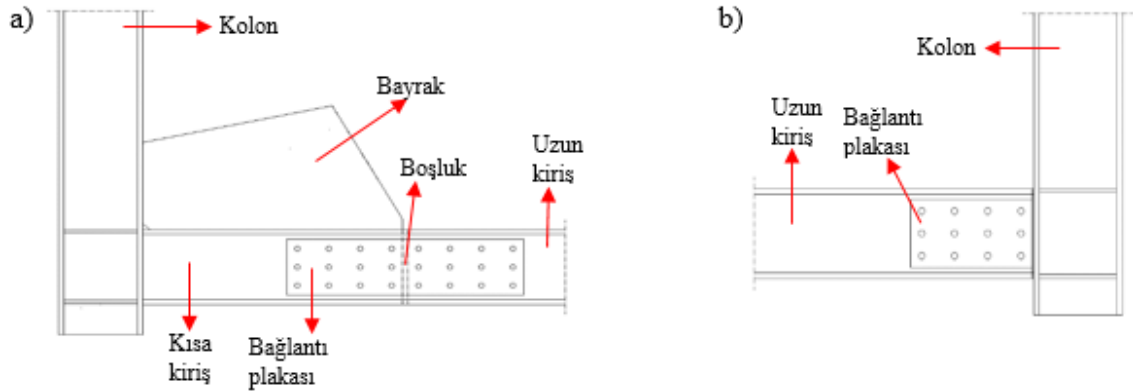 a)
Kolon
Bayrak
Boşluk
Uzun
kiriş
Kısa
kiriş
Bağlantı
plakası
b)
Kolon
Uzun
kiriş
Bağlantı
plakası